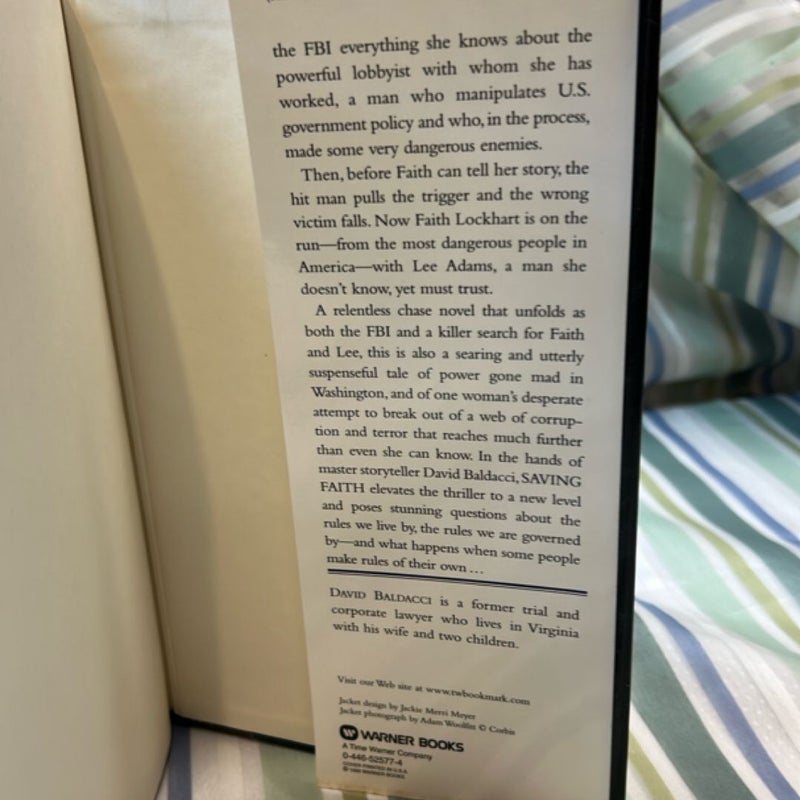 the FBI everything she knows about the
powerful lobbyist with whom she has
worked, a man who manipulates U.S.
government policy and who, in the process,
made some very dangerous enemies.
Then, before Faith can tell her story, the
hit man pulls the trigger and the wrong
victim falls. Now Faith Lockhart is on the
run—from the most dangerous people in
America—with Lee Adams, a man she
doesn't know, yet must trust.
A relentless chase novel that unfolds as
both the FBI and a killer search for Faith
and Lee, this is also a searing and utterly
suspenseful tale of power gone mad in
Washington, and of one woman's desperate
attempt to break out of a web of corrup-
tion and terror that reaches much further
than even she can know. In the hands of
master storyteller David Baldacci, SAVING
FAITH elevates the thriller to a new level
and poses stunning questions about the
rules we live by, the rules we are governed
by—and what happens when some people
make rules of their own ...
DAVID BALDACCI is a former trial and
corporate lawyer who lives in Virginia
with his wife and two children.
Visit our Web site at www.twbookmark.com
Jacket design by Jackie Merri Meyer
Jacket photograph by Adam Woolfitt © Corbis
WARNER BOOKS
A Time Warner Company
0-446-52577-4
COVER PRINTED IN U.S.A.
© 1999 WARNER BOOKS